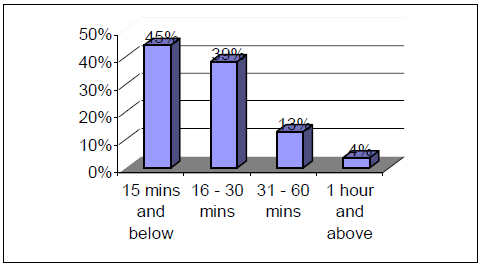 50%
40%
30%
20%
10%
0%
45%
39%
13%
4%
15 mins and below
16 - 30 mins
31 - 60 mins
1 hour and above